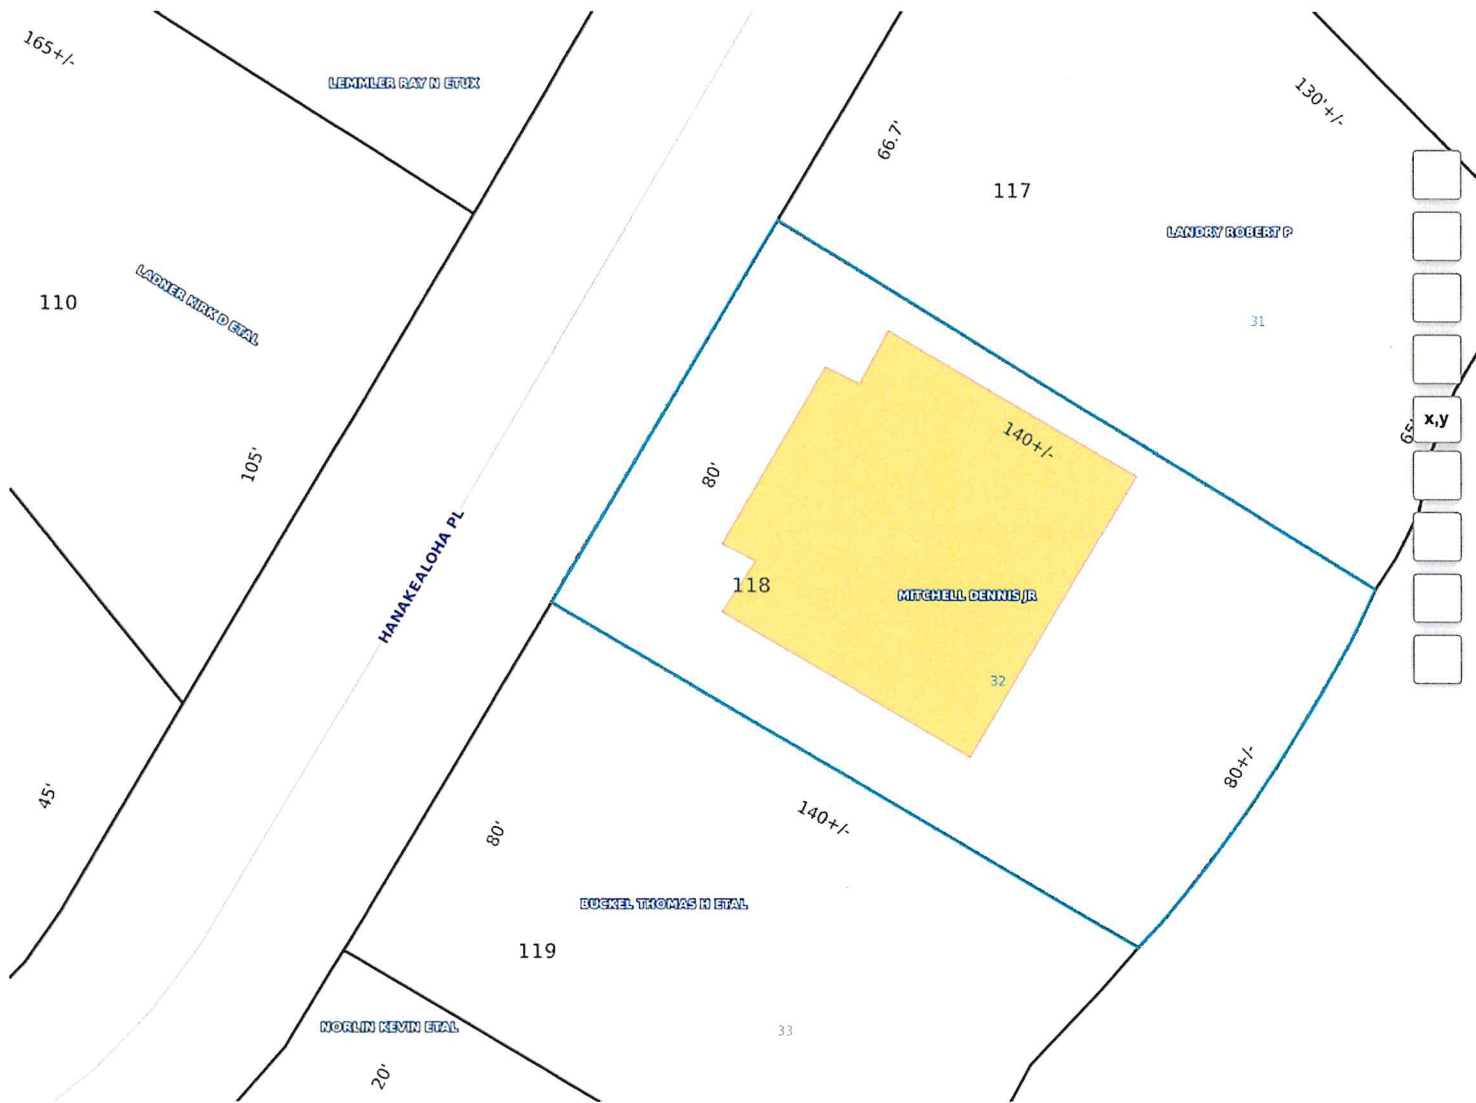 165+/-
LEMMLER RAY N ETUX
130'+/-
66.7'
117
LANDRY ROBERT P
LADNER KIRK D ETAL
110
31
x,y
65'
140+/-
105'
80'
HANAKEALOHA PL
118
MITCHELL DENNIS JR
32
80+/-
45'
140+/-
80'
BUCKEL THOMAS H ETAL
119
NORLIN KEVIN ETAL
33
20'